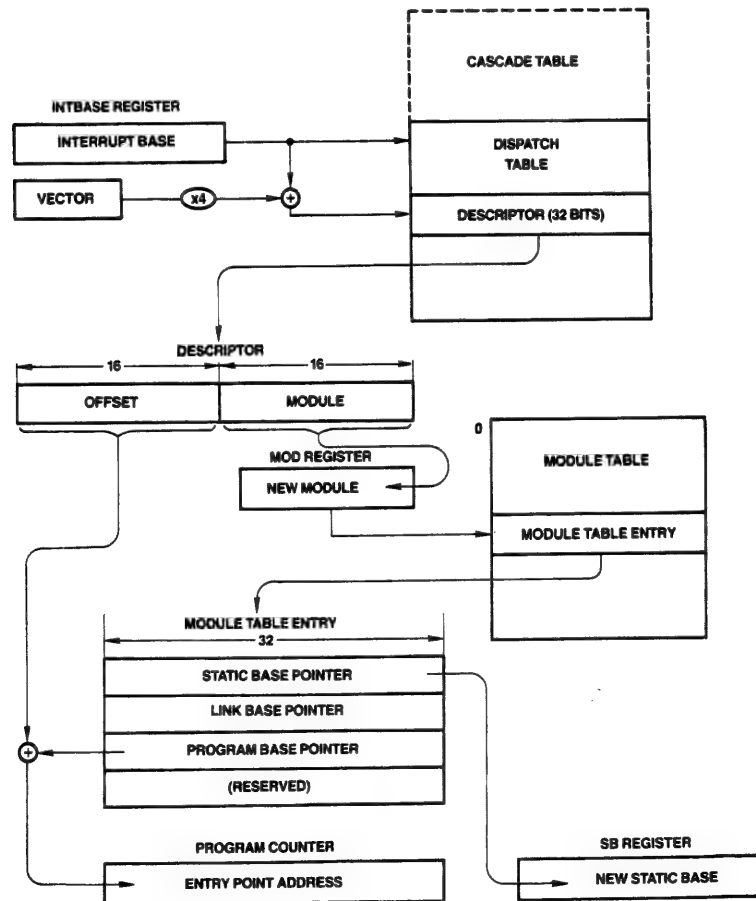 CASCADE TABLE
INTBASE REGISTER
INTERRUPT BASE
DISPATCH
TABLE
VECTOR
x4
+
DESCRIPTOR (32 BITS)
DESCRIPTOR
16
16
OFFSET
MODULE
0
MODULE TABLE
MOD REGISTER
NEW MODULE
MODULE TABLE ENTRY
MODULE TABLE ENTRY
32
STATIC BASE POINTER
LINK BASE POINTER
+
PROGRAM BASE POINTER
(RESERVED)
PROGRAM COUNTER
SB REGISTER
ENTRY POINT ADDRESS
NEW STATIC BASE